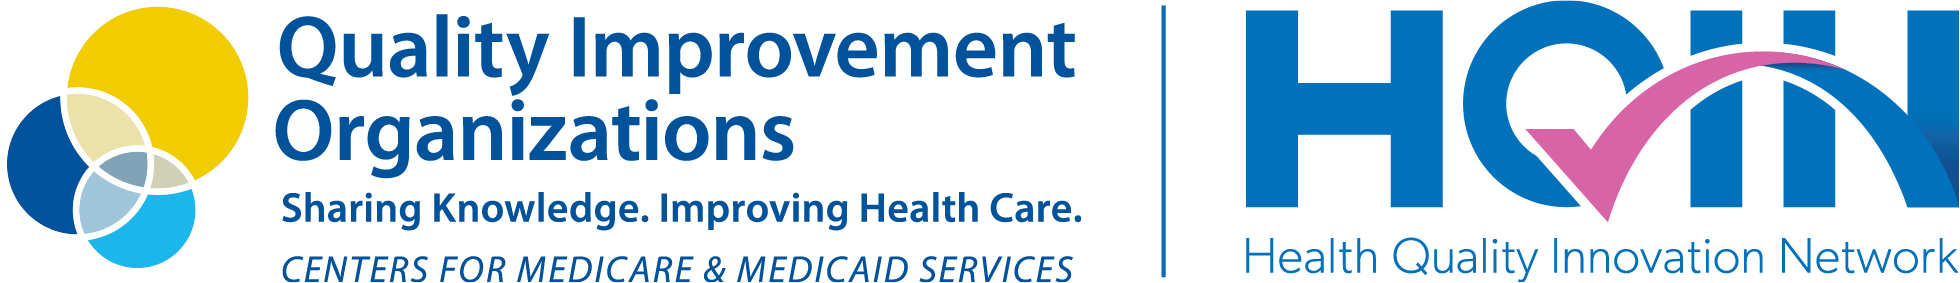 Quality Improvement
Organizations
Sharing Knowledge. Improving Health Care.
CENTERS FOR MEDICARE & MEDICAID SERVICES
HQIN
Health Quality Innovation Network